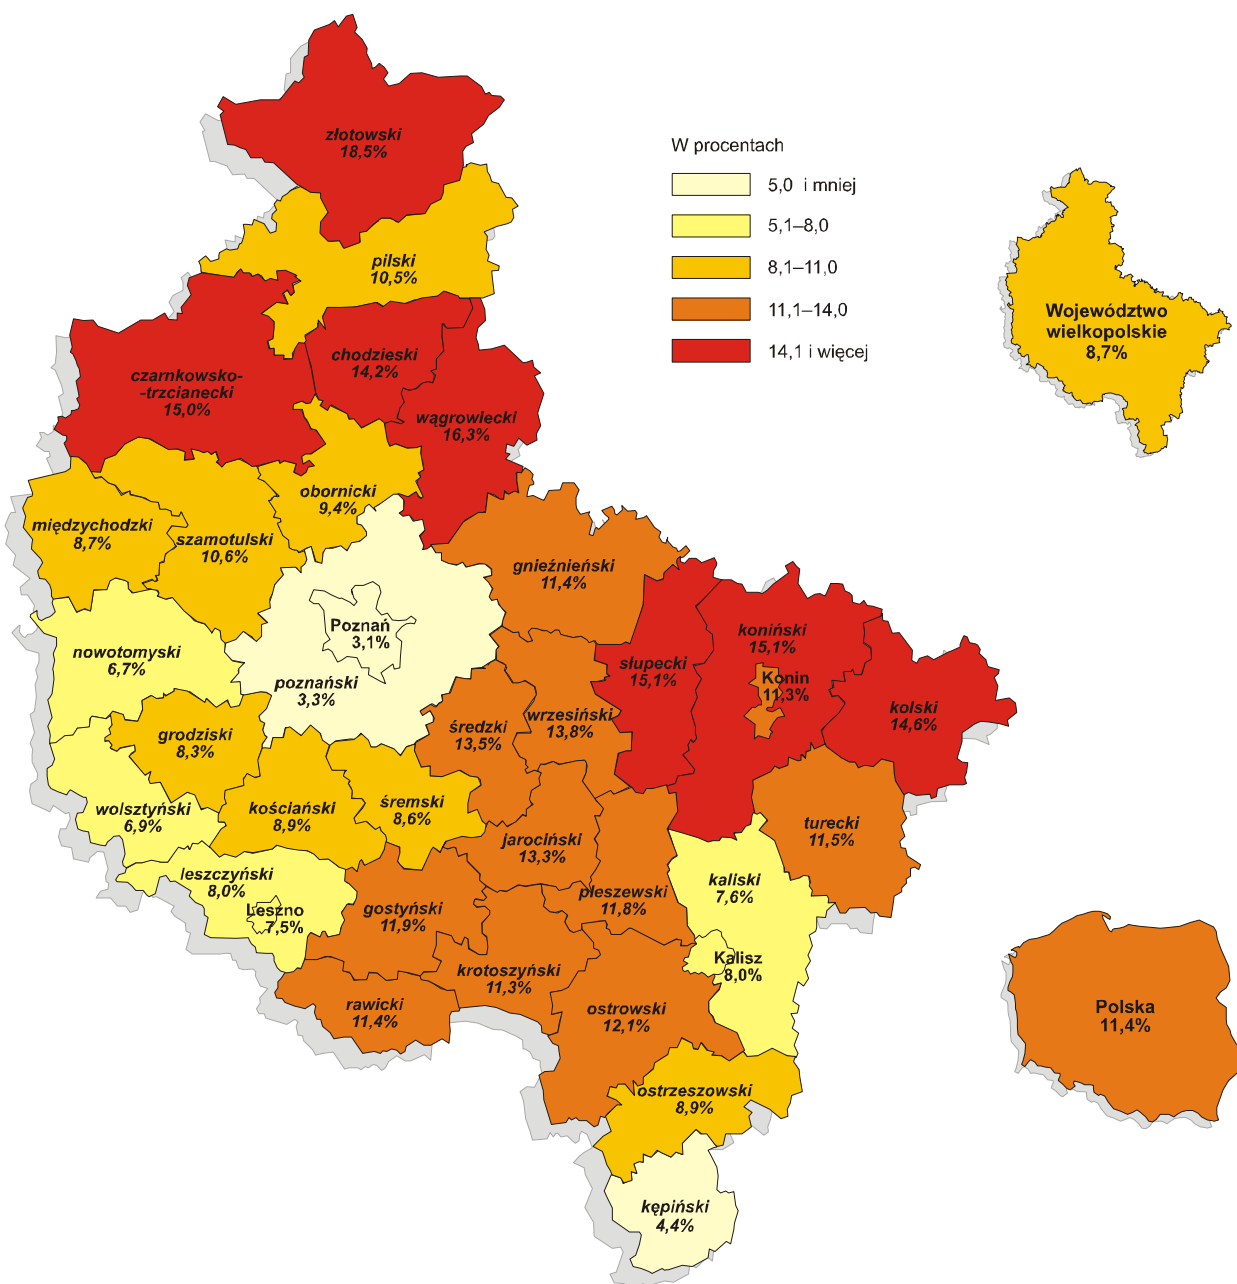 złotowski
18,5%
W procentach
5,0 i mniej
5,1–8,0
8,1–11,0
11,1–14,0
14,1 i więcej
pilski
10,5%
Województwo
wielkopolskie
8,7%
chodzieski
14,2%
czarnkowsko-
-trzcianecki
15,0%
wągrowiecki
16,3%
obornicki
9,4%
międzychodzki
8,7%
szamotulski
10,6%
gnieźnieński
11,4%
Poznań
3,1%
koniński
15,1%
nowotomyski
6,7%
słupecki
15,1%
poznański
3,3%
Konin
11,3%
kolski
14,6%
grodziski
8,3%
średzki
13,5%
wrzesiński
13,8%
wolsztyński
6,9%
kościański
8,9%
śremski
8,6%
jarociński
13,3%
turecki
11,5%
leszczyński
8,0%
kaliski
7,6%
pleszewski
11,8%
Leszno
7,5%
gostyński
11,9%
Kalisz
8,0%
krotoszyński
11,3%
rawicki
11,4%
ostrowski
12,1%
Polska
11,4%
ostrzeszowski
8,9%
kępiński
4,4%